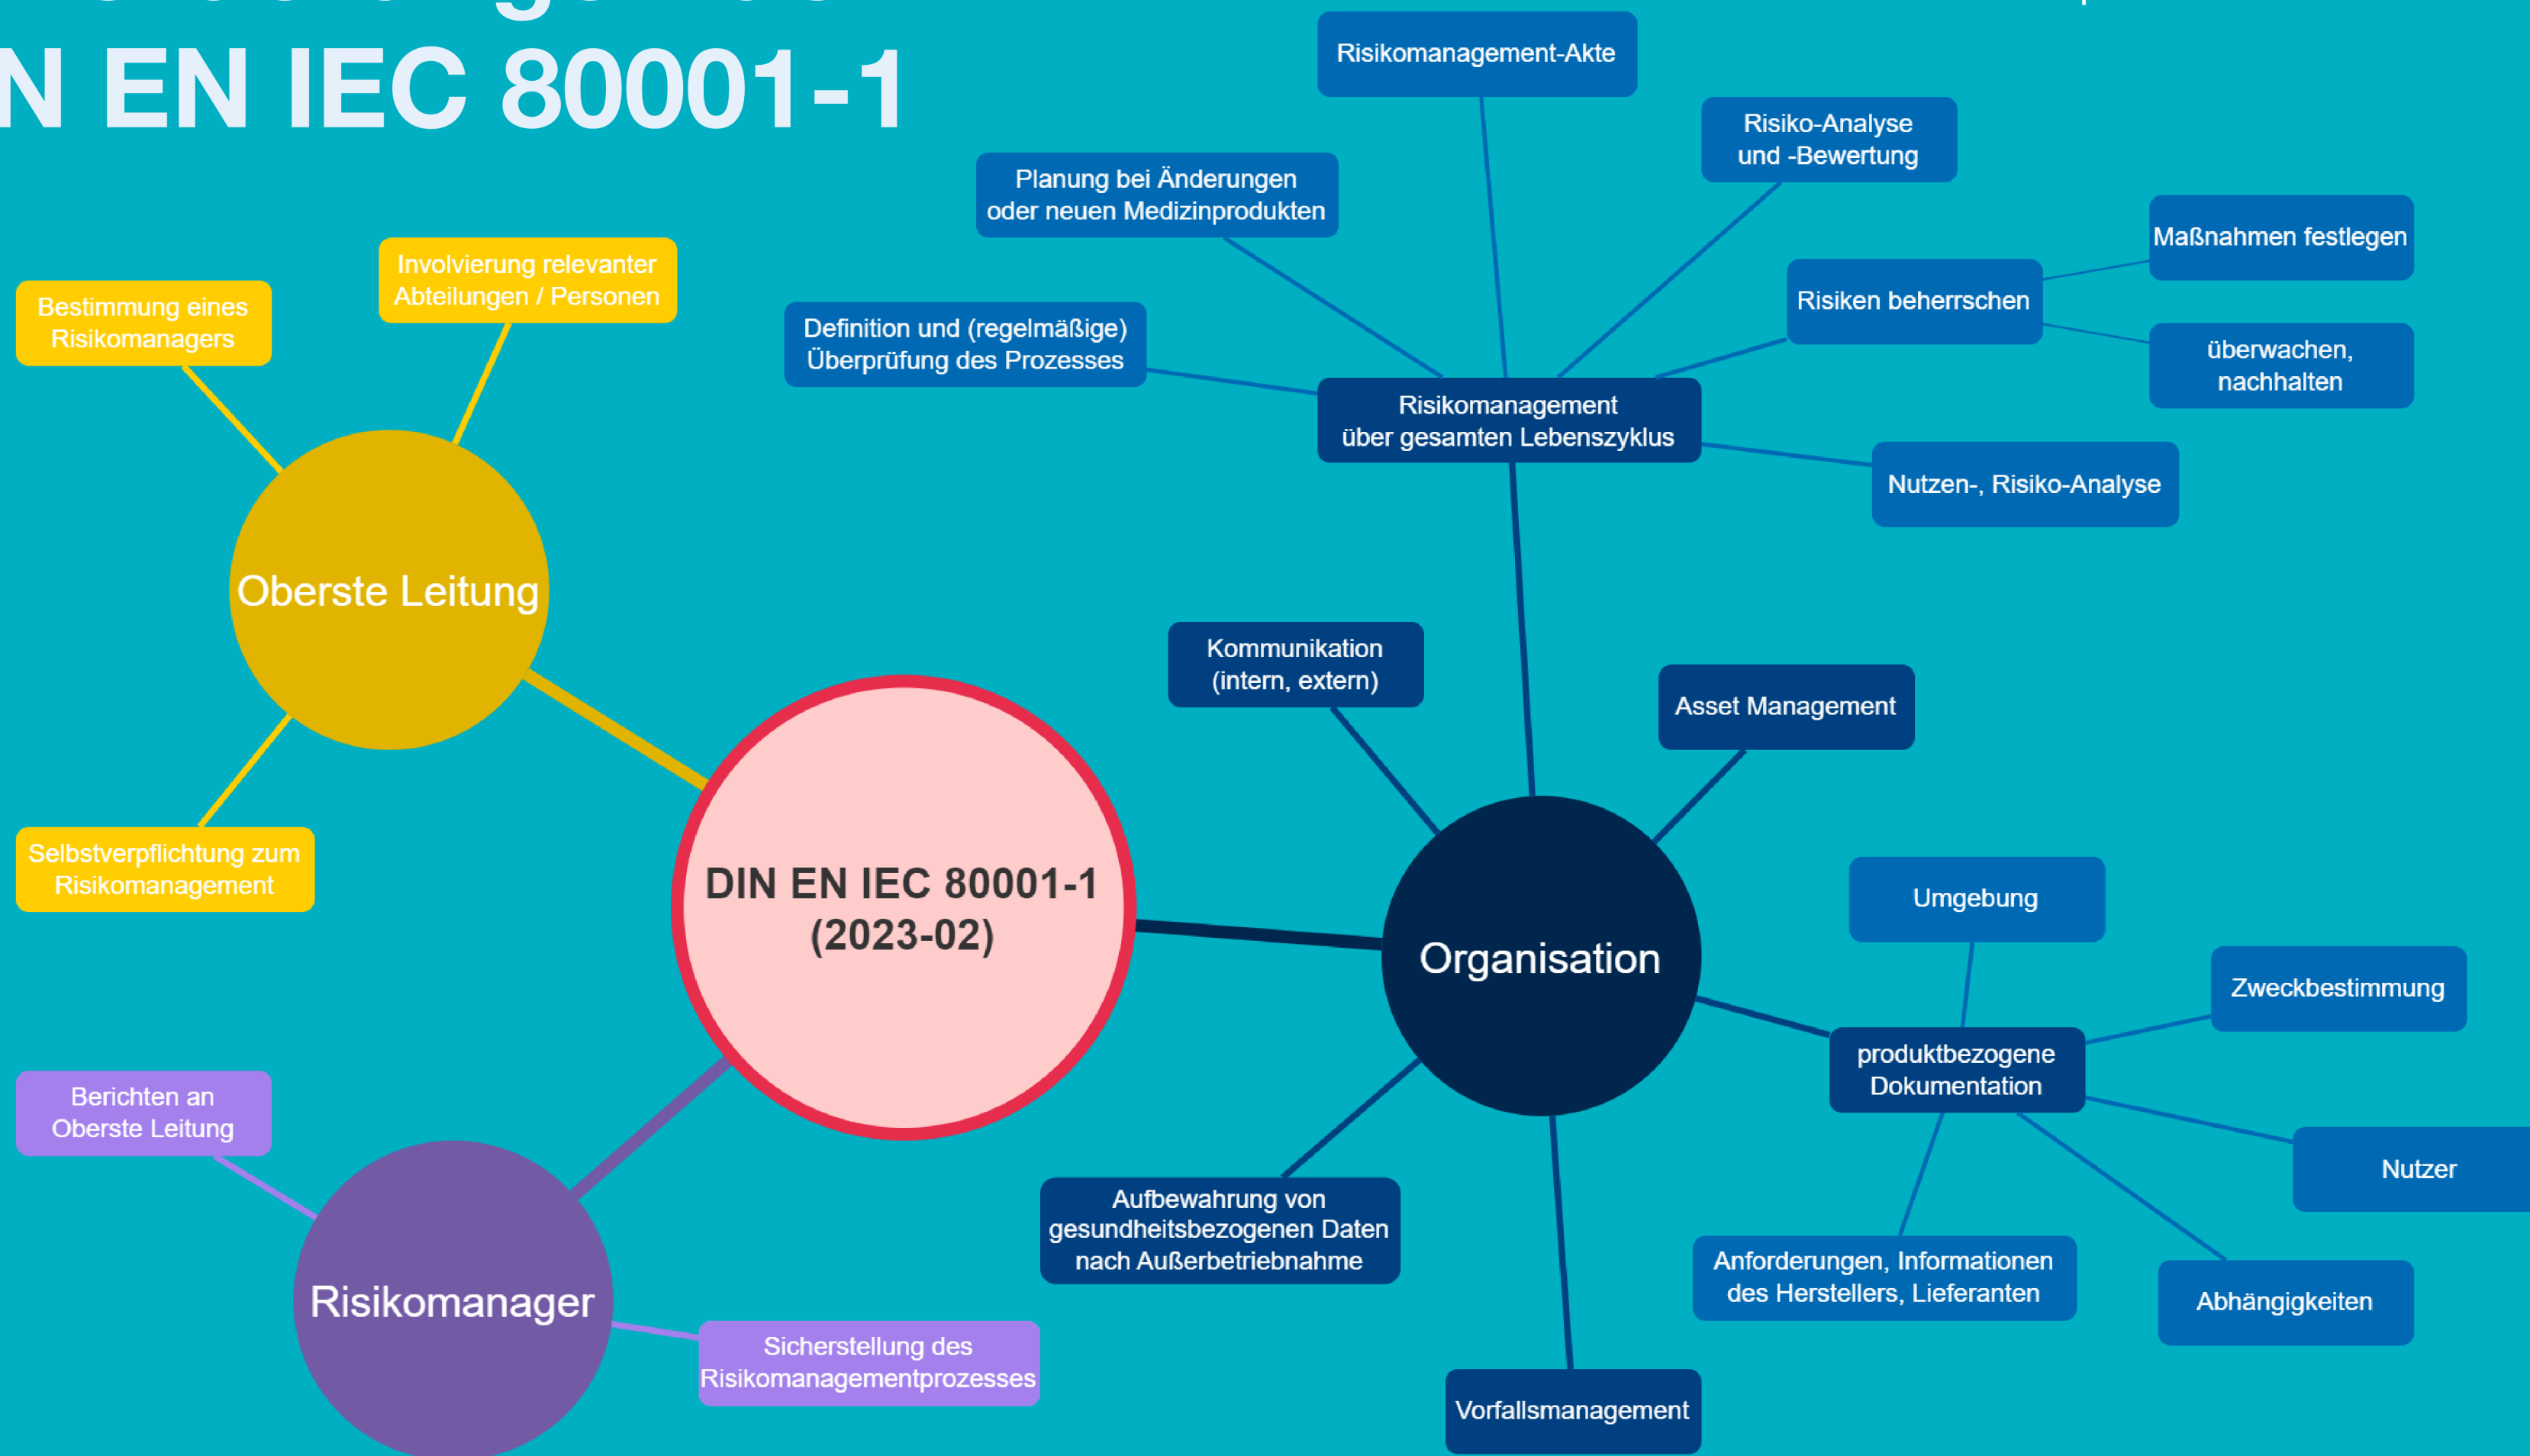 N EN IEC 80001-1
Risikomanagement-Akte
Risiko-Analyse
und -Bewertung
Planung bei Änderungen
oder neuen Medizinprodukten
Maßnahmen festlegen
Involvierung relevanter
Abteilungen / Personen
Bestimmung eines
Risikomanagers
Risiken beherrschen
Definition und (regelmäßige)
Überprüfung des Prozesses
überwachen,
nachhalten
Risikomanagement
über gesamten Lebenszyklus
Nutzen-, Risiko-Analyse
Oberste Leitung
Kommunikation
(intern, extern)
Asset Management
Selbstverpflichtung zum
Risikomanagement
DIN EN IEC 80001-1
(2023-02)
Organisation
Umgebung
Zweckbestimmung
produktbezogene
Dokumentation
Berichten an
Oberste Leitung
Nutzer
Aufbewahrung von
gesundheitsbezogenen Daten
nach Außerbetriebnahme
Anforderungen, Informationen
des Herstellers, Lieferanten
Abhängigkeiten
Risikomanager
Sicherstellung des
Risikomanagementprozesses
Vorfallsmanagement